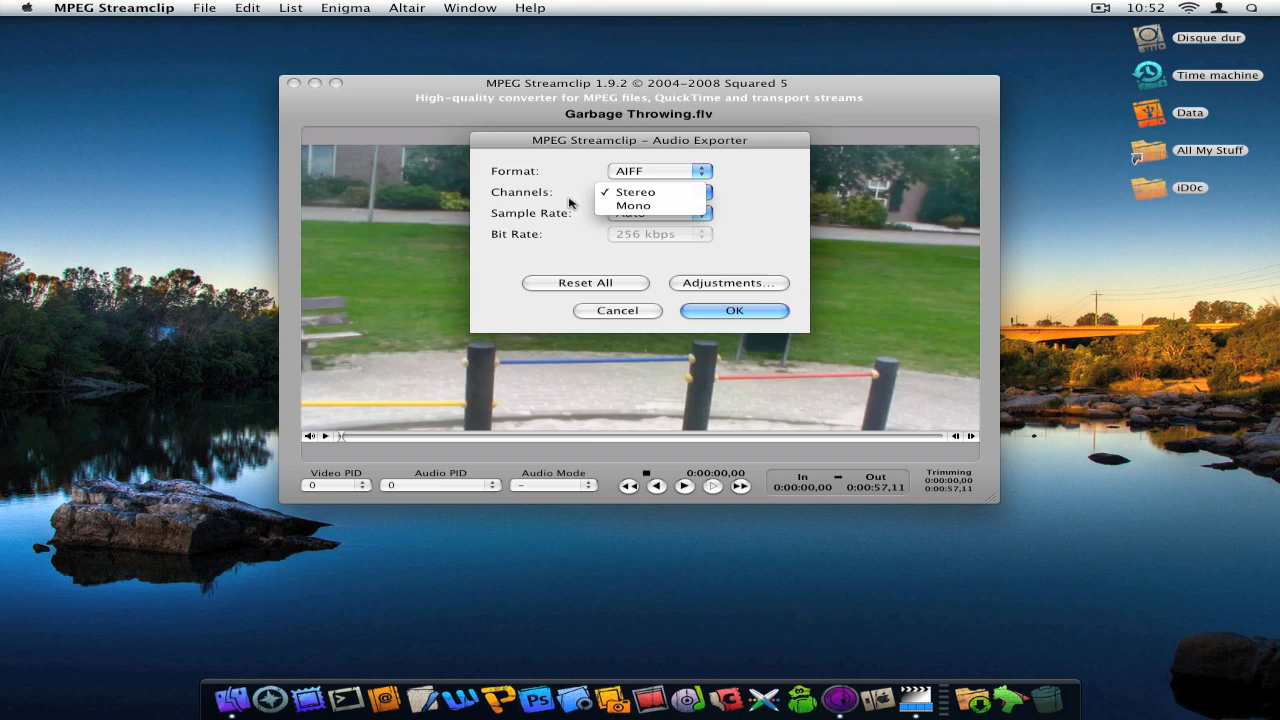 MPEG Streamclip File Edit List Enigma Altair Window Help 10:52
Disque dur
Time machine
Data
All My Stuff
iD0c
MPEG Streamclip 1.9.2 © 2004-2008 Squared 5
High-quality converter for MPEG files, QuickTime and transport streams
Garbage Throwing.flv
MPEG Streamclip - Audio Exporter
Format: AIFF
Channels: ✓ Stereo
Mono
Sample Rate: Auto
Bit Rate: 256 kbps
Reset All Adjustments...
Cancel OK
Video PID Audio PID Audio Mode 0:00:00,00
0 0 –
In ➡ Out
0:00:00,00 0:00:57,11
Trimming
0:00:00,00
0:00:57,11
Ps